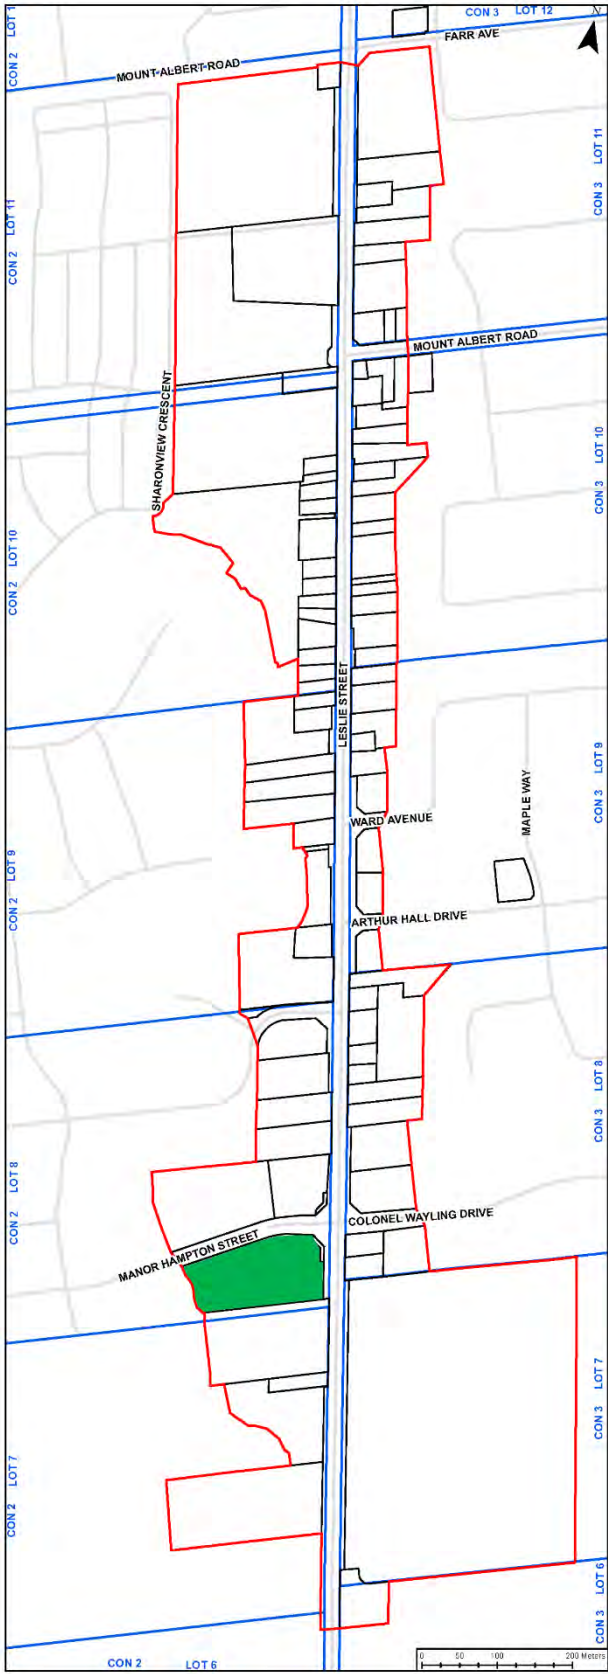 CON 3 LOT 12
N
CON 2 LOT 1
FARR AVE
MOUNT ALBERT ROAD
CON 3 LOT 11
CON 2 LOT 11
MOUNT ALBERT ROAD
SHARONVIEW CRESCENT
CON 3 LOT 10
CON 2 LOT 10
LESLIE STREET
CON 3 LOT 9
MAPLE WAY
WARD AVENUE
CON 2 LOT 9
ARTHUR HALL DRIVE
CON 3 LOT 8
CON 2 LOT 8
COLONEL WAYLING DRIVE
MANOR HAMPTON STREET
CON 3 LOT 7
CON 2 LOT 7
CON 3 LOT 6
CON 2 LOT 6
0 50 100 200 Meters